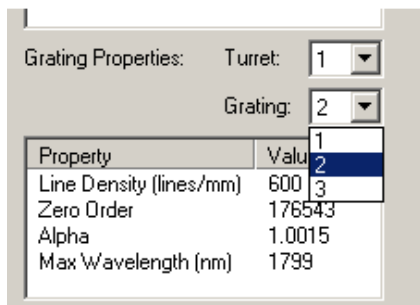 Grating Properties: Turret: 1
Grating: 2
1
2
3
Property Valu
Line Density (lines/mm) 600
Zero Order 176543
Alpha 1.0015
Max Wavelength (nm) 1799